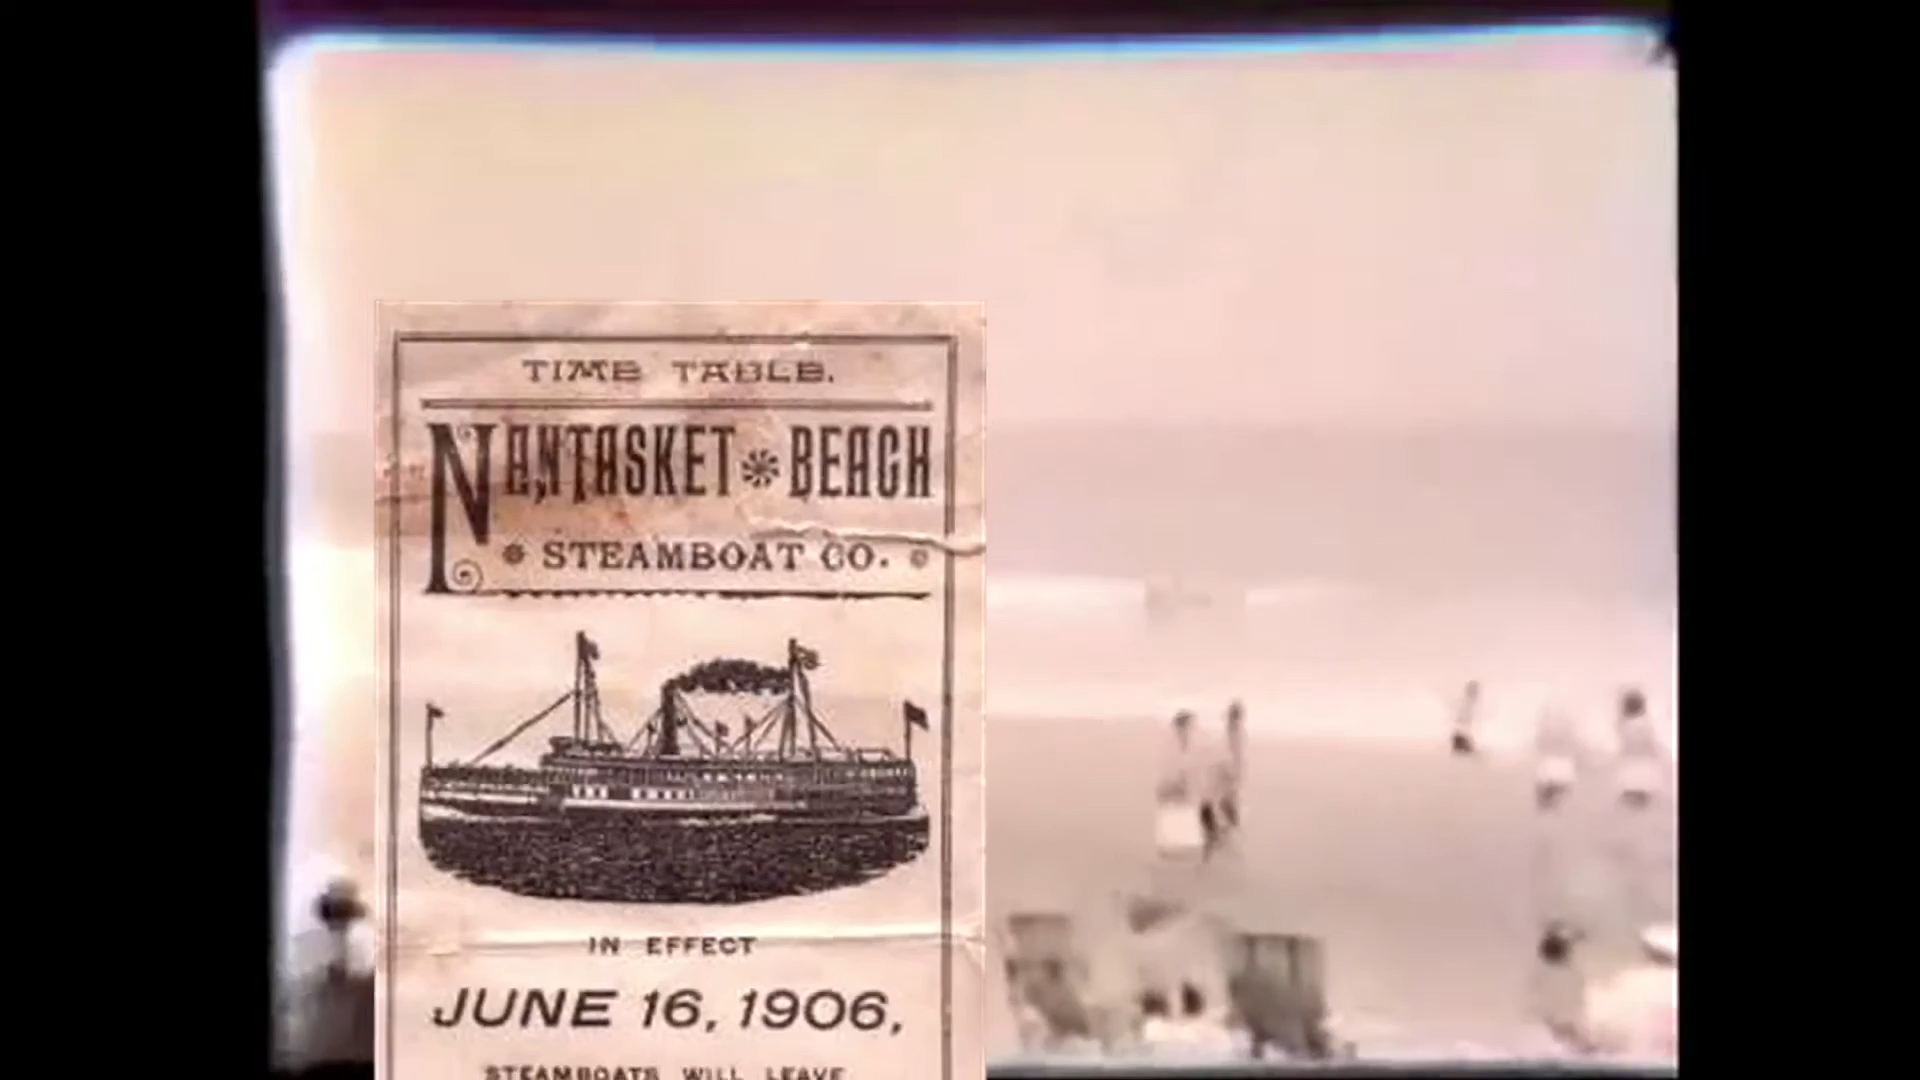 TIME TABLE.
NANTASKET BEACH
STEAMBOAT CO.
IN EFFECT
JUNE 16, 1906,
STEAMBOATS WILL LEAVE